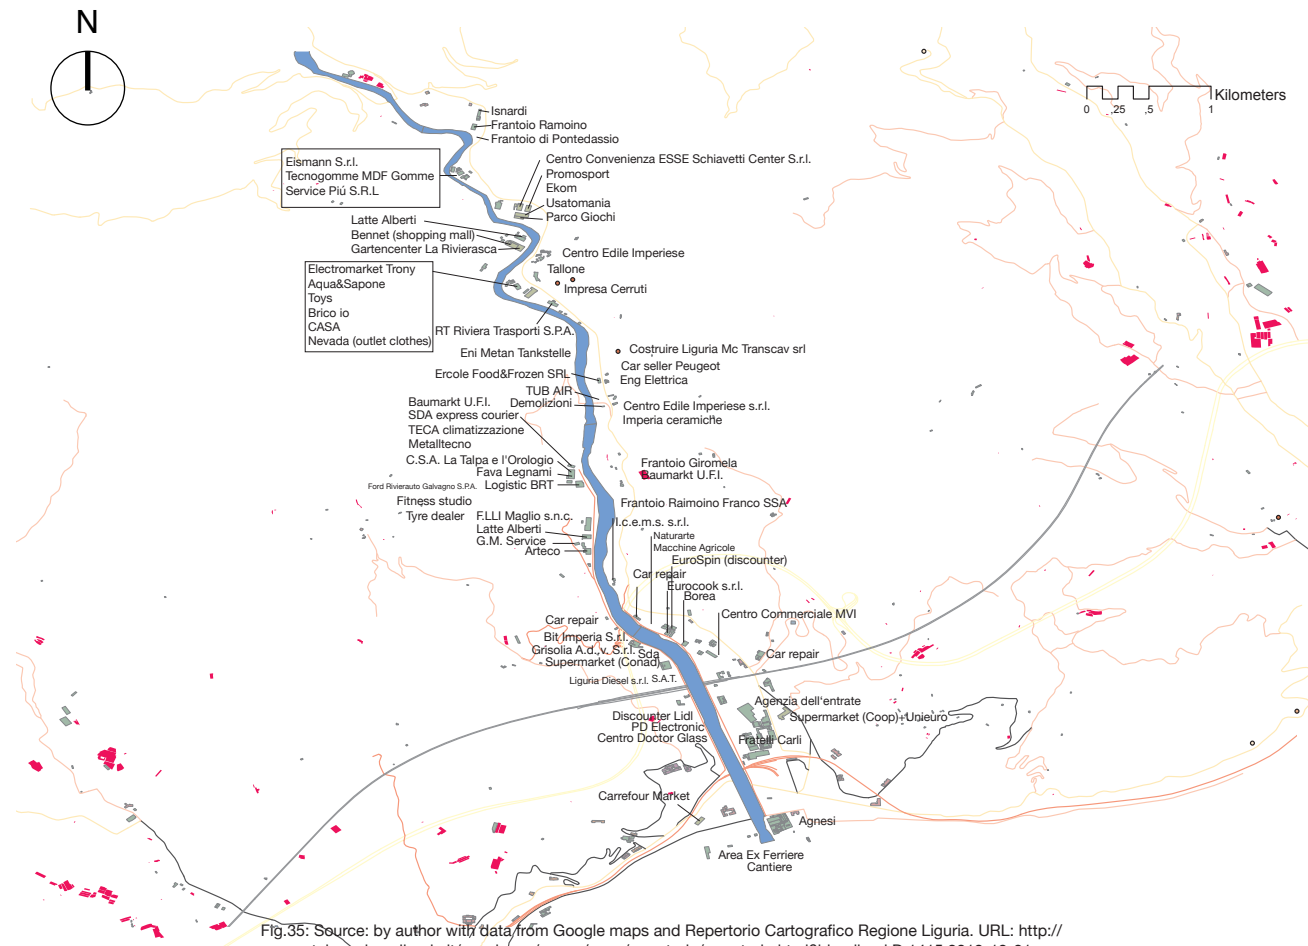 N
Kilometers
0 ,25 ,5 1
Isnardi
Frantoio Ramoino
Frantoio di Pontedassio
Eismann S.r.l.
Tecnogomme MDF Gomme
Service Piú S.R.L
Centro Convenienza ESSE Schiavetti Center S.r.l.
Promosport
Ekom
Usatomania
Parco Giochi
Latte Alberti
Bennet (shopping mall)
Gartencenter La Rivierasca
Centro Edile Imperiese
Tallone
Impresa Cerruti
Electromarket Trony
Aqua&Sapone
Toys
Brico io
CASA
Nevada (outlet clothes)
RT Riviera Trasporti S.P.A.
Eni Metan Tankstelle
Costruire Liguria Mc Transcav srl
Car seller Peugeot
Ercole Food&Frozen SRL
Eng Elettrica
TUB AIR
Demolizioni
Centro Edile Imperiese s.r.l.
Imperia ceramiche
Baumarkt U.F.I.
SDA express courier
TECA climatizzazione
Metalltecno
C.S.A. La Talpa e l'Orologio
Fava Legnami
Ford Rivierauto Galvagno S.P.A.
Logistic BRT
Frantoio Giromela
Baumarkt U.F.I.
Fitness studio
Tyre dealer
F.LLI Maglio s.n.c.
Latte Alberti
G.M. Service
Arteco
Frantoio Raimoino Franco SSA
I.c.e.m.s. s.r.l.
Naturarte
Macchine Agricole
EuroSpin (discounter)
Car repair
Eurocook s.r.l.
Borea
Centro Commerciale MVI
Car repair
Bit Imperia S.r.l.
Grisolia A.d.,v. S.r.l.
Sda
Supermarket (Conad)
Car repair
Liguria Diesel s.r.l.
S.A.T.
Agenzia dell'entrate
Supermarket (Coop)+Unieuro
Discounter Lidl
PD Electronic
Centro Doctor Glass
Fratelli Carli
Carrefour Market
Agnesi
Area Ex Ferriere
Cantiere
Fig.35: Source: by author with data from Google maps and Repertorio Cartografico Regione Liguria. URL: http://